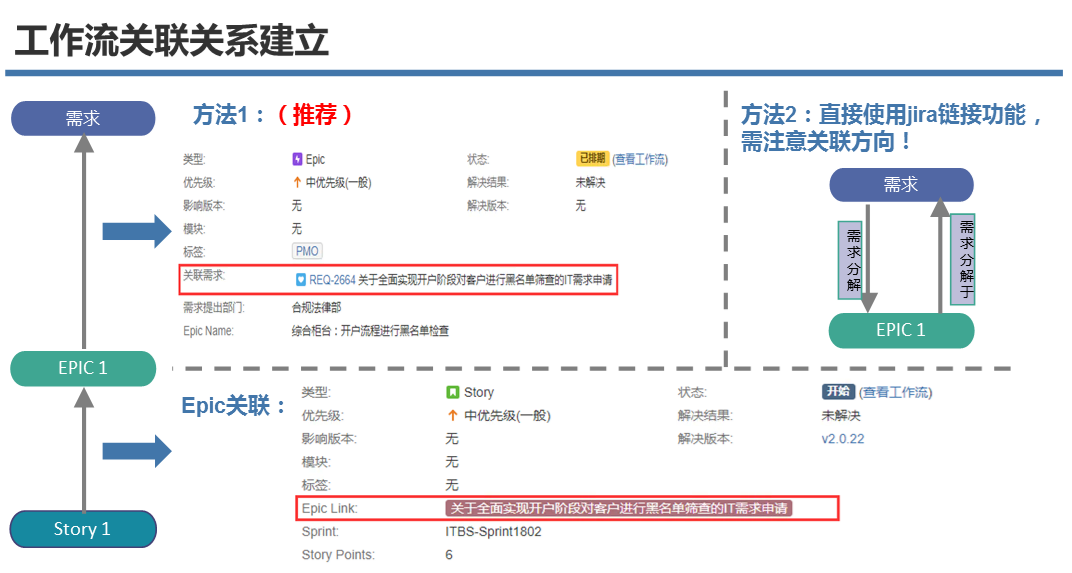 工作流关联关系建立
需求
EPIC 1
Story 1
方法1：（推荐）
类型: Epic 状态: 已排期 (查看工作流)
优先级: 中优先级(一般) 解决结果: 未解决
影响版本: 无 解决版本: 无
模块: 无
标签: PMO
关联需求: REQ-2664 关于全面实现开户阶段对客户进行黑名单筛查的IT需求申请
需求提出部门: 合规法律部
Epic Name: 综合柜台：开户流程进行黑名单检查
方法2：直接使用jira链接功能，
需注意关联方向！
需求
需求分解
需求分解于
EPIC 1
Epic关联：
类型: Story 状态: 开始 (查看工作流)
优先级: 中优先级(一般) 解决结果: 未解决
影响版本: 无 解决版本: v2.0.22
模块: 无
标签: 无
Epic Link: 关于全面实现开户阶段对客户进行黑名单筛查的IT需求申请
Sprint: ITBS-Sprint1802
Story Points: 6